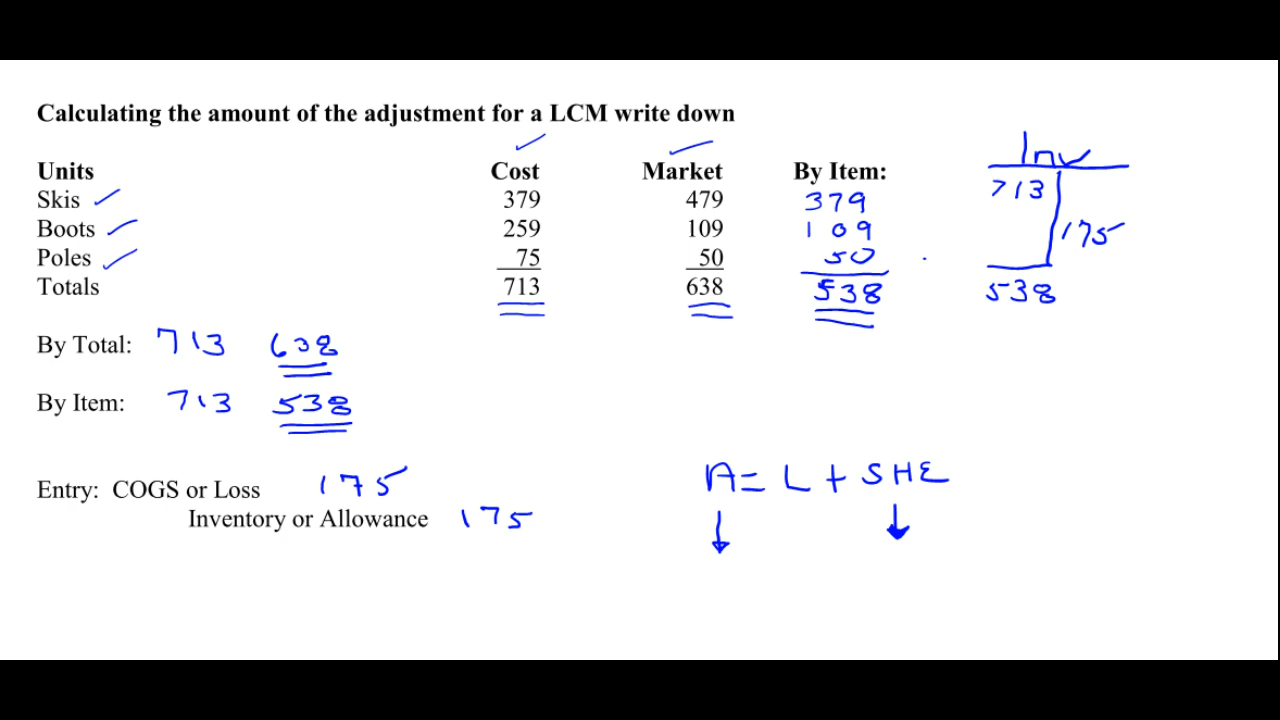 Calculating the amount of the adjustment for a LCM write down
Inv
Units Cost Market By Item:
Skis 379 479 379 713
Boots 259 109 109 175
Poles 75 50 50
Totals 713 638 538 538
By Total: 713 638
By Item: 713 538
A = L + SHE
Entry: COGS or Loss 175
Inventory or Allowance 175